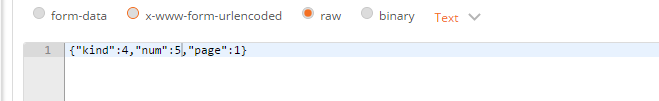 form-data x-www-form-urlencoded raw binary Text
1 {"kind":4,"num":5,"page":1}